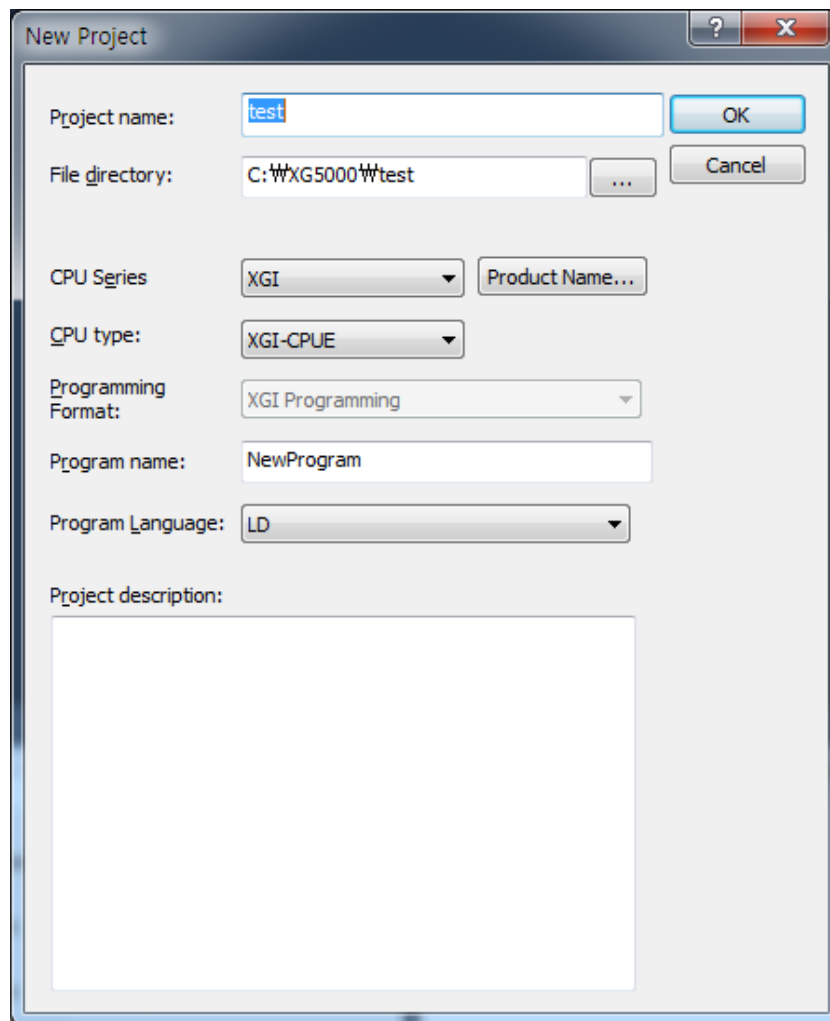 New Project
?
Project name:
test
OK
File directory:
C:₩XG5000₩test
...
Cancel
CPU Series
XGI
Product Name...
CPU type:
XGI-CPUE
Programming
Format:
XGI Programming
Program name:
NewProgram
Program Language:
LD
Project description: